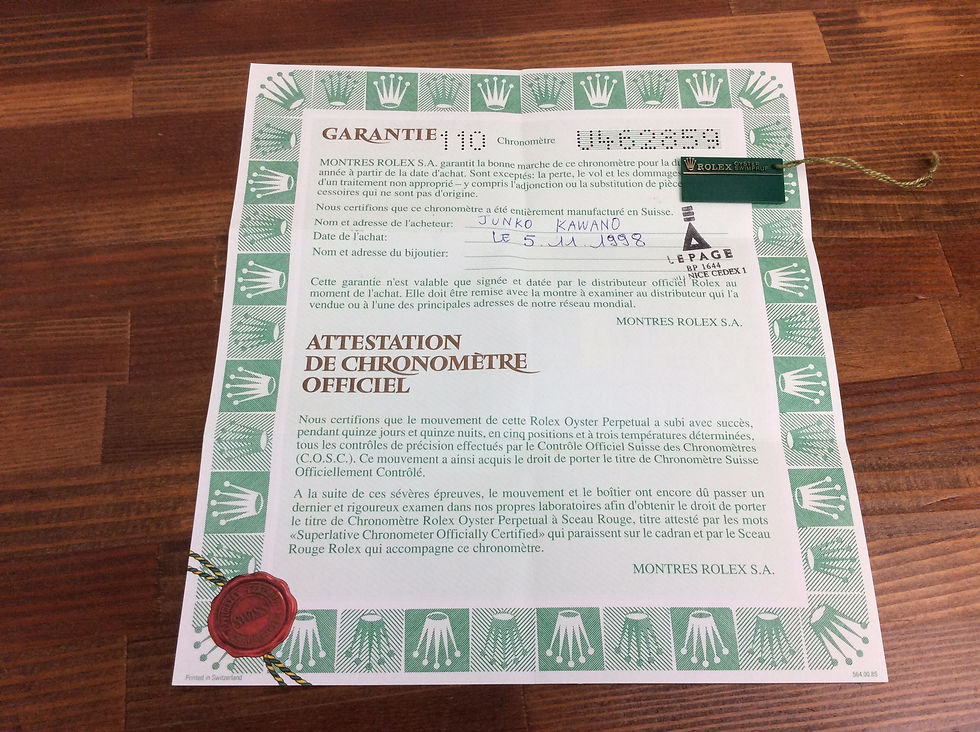 GARANTIE 110 Chronomètre U462859
MONTRES ROLEX S.A. garantit la bonne marche de ce chronomètre pour la
année à partir de la date d'achat. Sont exceptés: la perte, le vol et les dommages
d'un traitement non approprié – y compris l'adjonction ou la substitution de
cessoires qui ne sont pas d'origine.
ROLEX OYSTER
SWIMPRUF
Nous certifions que ce chronomètre a été entièrement manufacturé en Suisse.
Nom et adresse de l'acheteur: JUNKO KAWANO
Date de l'achat: LE 5.11.1998
Nom et adresse du bijoutier:
LEPAGE
BP 1644
NICE CEDEX 1
Cette garantie n'est valable que signée et datée par le distributeur officiel Rolex au
moment de l'achat. Elle doit être remise avec la montre à examiner au distributeur qui l'a
vendue ou à l'une des principales adresses de notre réseau mondial.
MONTRES ROLEX S.A.
ATTESTATION
DE CHRONOMÈTRE
OFFICIEL
Nous certifions que le mouvement de cette Rolex Oyster Perpetual a subi avec succès,
pendant quinze jours et quinze nuits, en cinq positions et à trois températures déterminées,
tous les contrôles de précision effectués par le Contrôle Officiel Suisse des Chronomètres
(C.O.S.C.). Ce mouvement a ainsi acquis le droit de porter le titre de Chronomètre Suisse
Officiellement Contrôlé.
A la suite de ces sévères épreuves, le mouvement et le boîtier ont encore dû passer un
dernier et rigoureux examen dans nos propres laboratoires afin d'obtenir le droit de porter
le titre de Chronomètre Rolex Oyster Perpetual à Sceau Rouge, titre attesté par les mots
«Superlative Chronometer Officially Certified» qui paraissent sur le cadran et par le Sceau
Rouge Rolex qui accompagne ce chronomètre.
MONTRES ROLEX S.A.
Printed in Switzerland
564.00.85